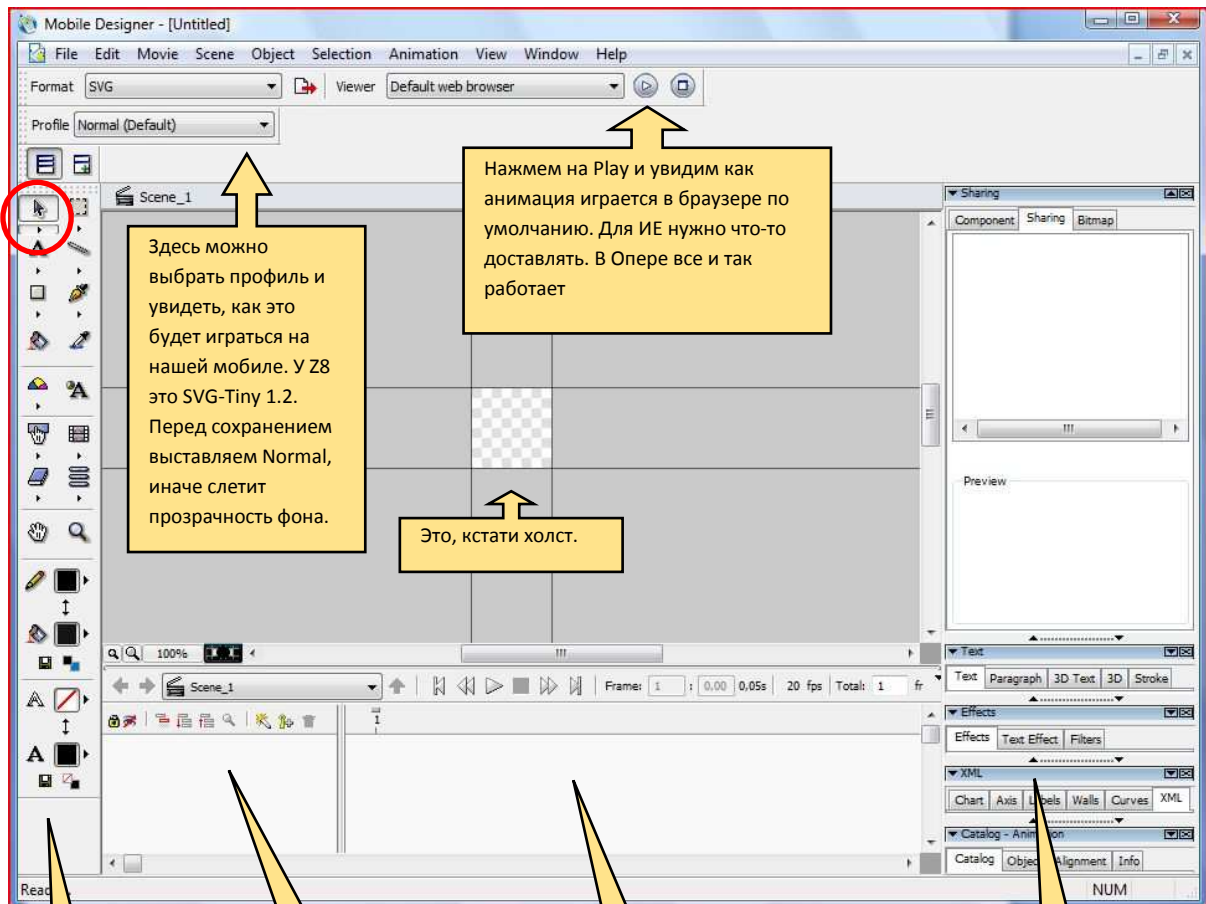 Mobile Designer - [Untitled]
File Edit Movie Scene Object Selection Animation View Window Help
Format SVG Viewer Default web browser
Profile Normal (Default)
Нажмем на Play и увидим как
анимация играется в браузере по
умолчанию. Для ИЕ нужно что-то
доставлять. В Опере все и так
работает
Scene_1
Здесь можно
выбрать профиль и
увидеть, как это
будет играться на
нашей мобиле. У Z8
это SVG-Tiny 1.2.
Перед сохранением
выставляем Normal,
иначе слетит
прозрачность фона.
Это, кстати холст.
Sharing
Component Sharing Bitmap
Preview
100%
Scene_1 Frame: 1 : 0,00 0,05s 20 fps Total: 1 fr
1
Text
Text Paragraph 3D Text 3D Stroke
Effects
Effects Text Effect Filters
XML
Chart Axis Labels Walls Curves XML
Catalog - Animation
Catalog Object Alignment Info
NUM